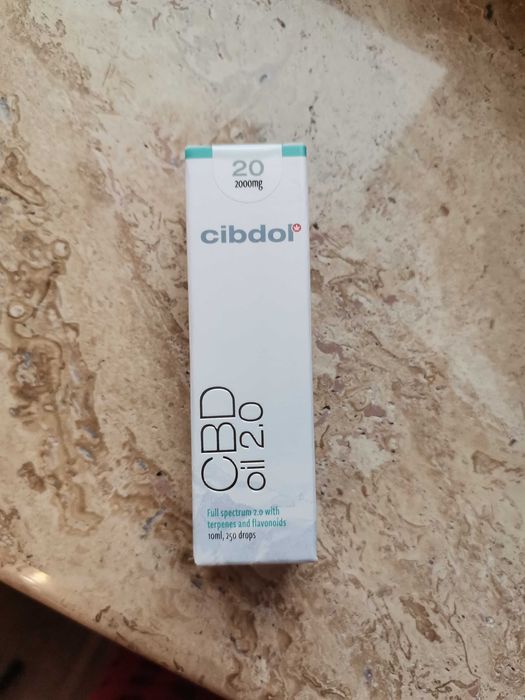 20
2000mg
cibdol
CBD
oil 2.0
Full spectrum 2.0 with
terpenes and flavonoids
10ml, 250 drops